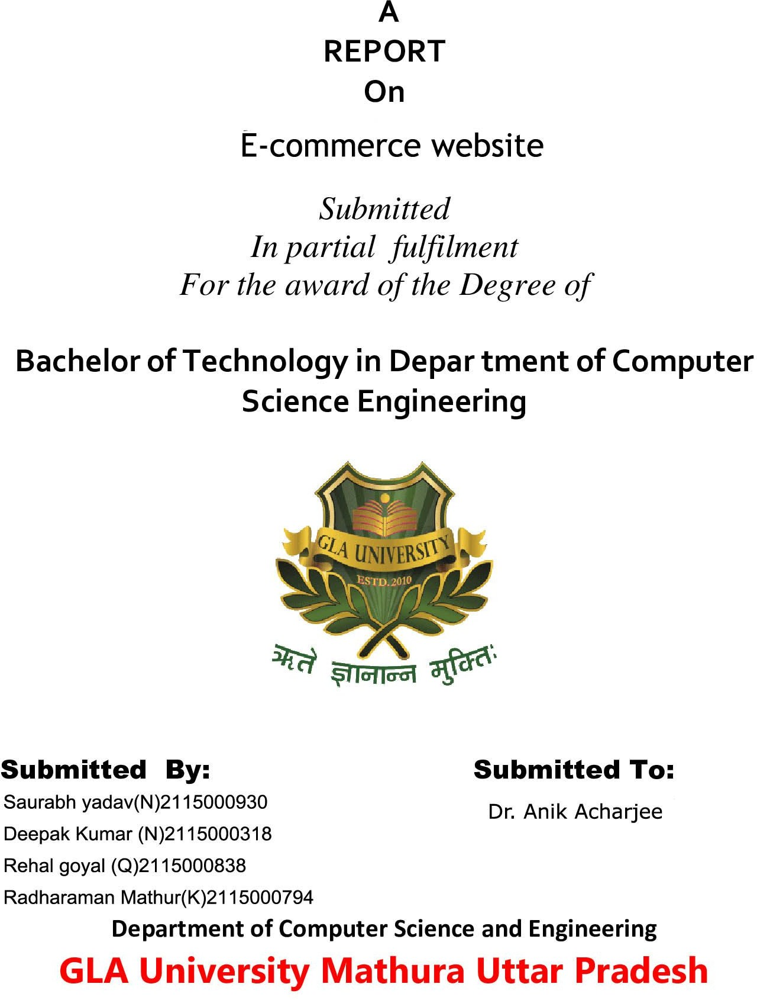 A
REPORT
On
E-commerce website
Submitted
In partial fulfilment
For the award of the Degree of
Bachelor of Technology in Depar tment of Computer
Science Engineering
GLA UNIVERSITY
ESTD.2010
ऋते ज्ञानान्न मुक्तिः
Submitted By:
Submitted To:
Saurabh yadav(N)2115000930
Dr. Anik Acharjee
Deepak Kumar (N)2115000318
Rehal goyal (Q)2115000838
Radharaman Mathur(K)2115000794
Department of Computer Science and Engineering
GLA University Mathura Uttar Pradesh